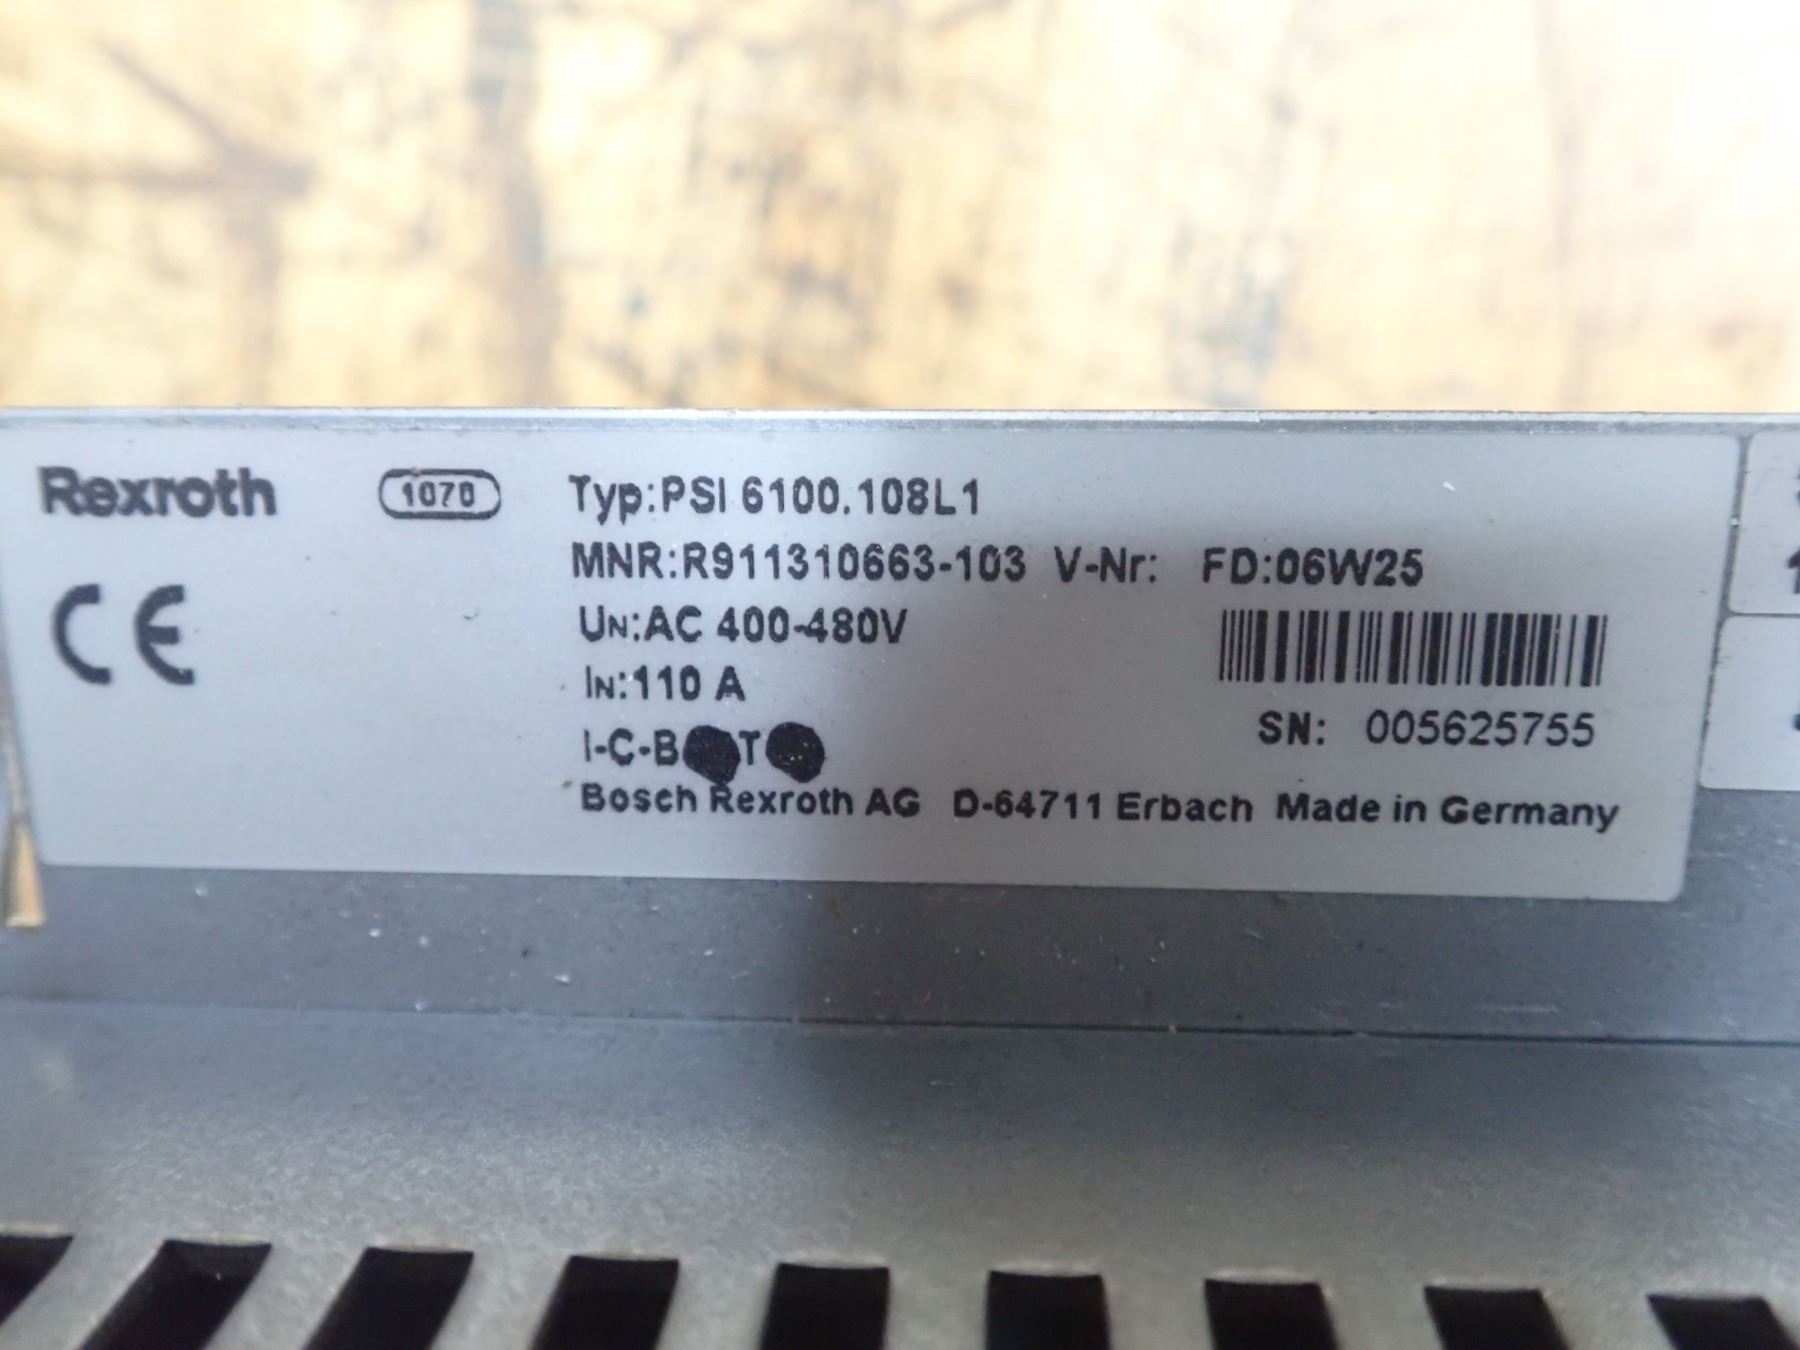 Rexroth
1070
Typ:PSI 6100.108L1
MNR:R911310663-103 V-Nr: FD:06W25
CE
UN:AC 400-480V
IN:110 A
I-C-B T
SN: 005625755
Bosch Rexroth AG D-64711 Erbach Made in Germany